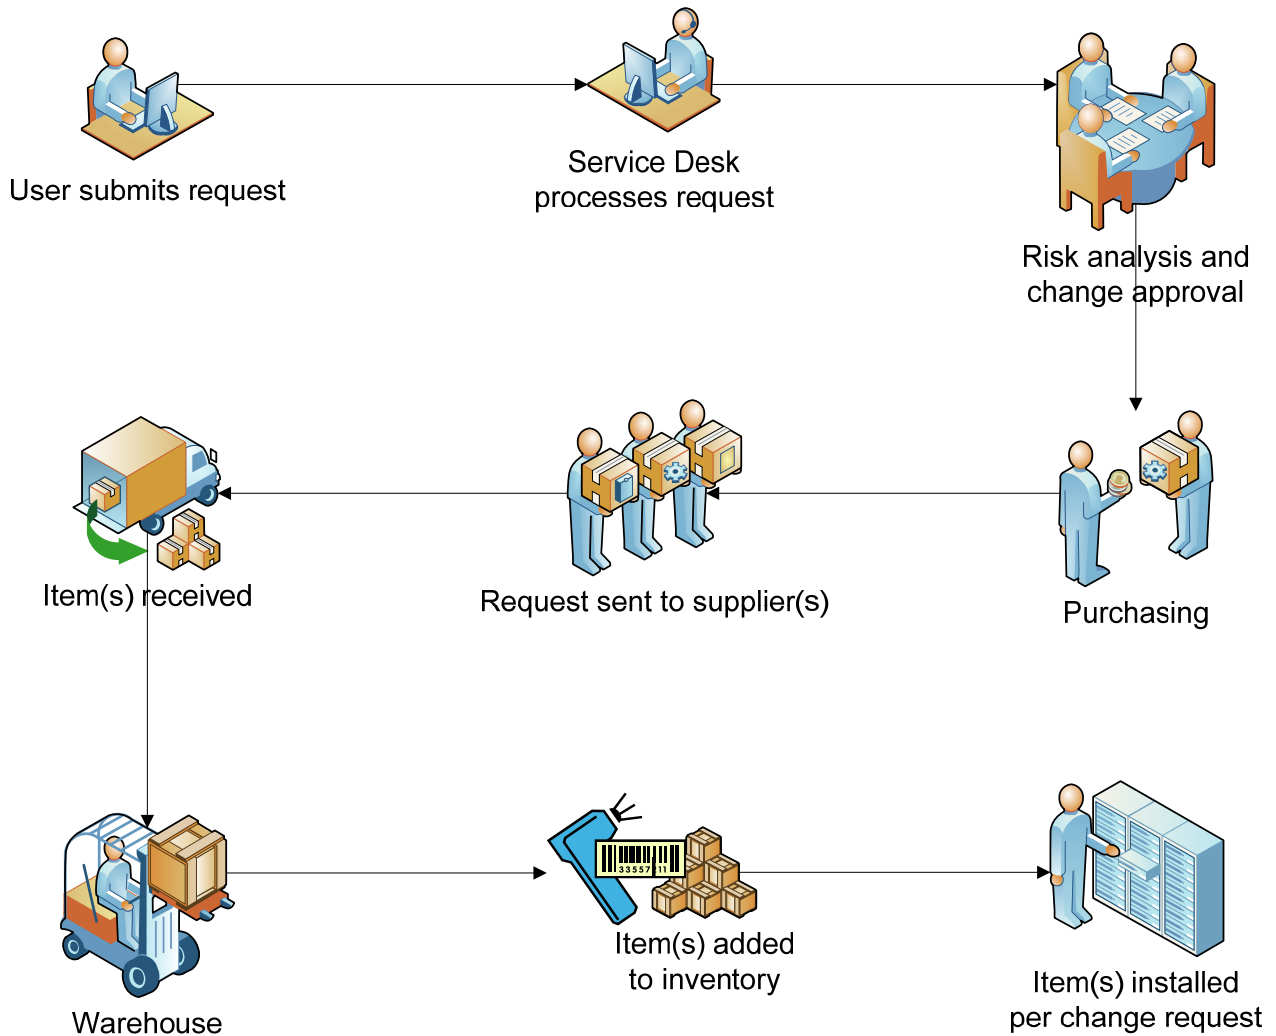 User submits request
Service Desk
processes request
Risk analysis and
change approval
Item(s) received
Request sent to supplier(s)
Purchasing
Warehouse
Item(s) added
to inventory
Item(s) installed
per change request